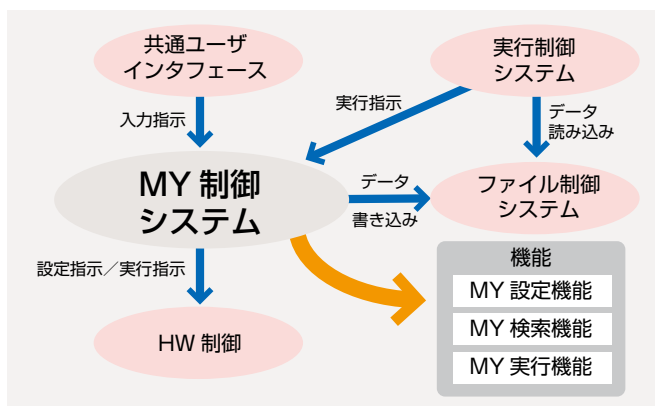 共通ユーザ
インタフェース
実行制御
システム
入力指示
実行指示
データ
読み込み
MY 制御
システム
データ
書き込み
ファイル制御
システム
設定指示／実行指示
HW 制御
機能
MY 設定機能
MY 検索機能
MY 実行機能